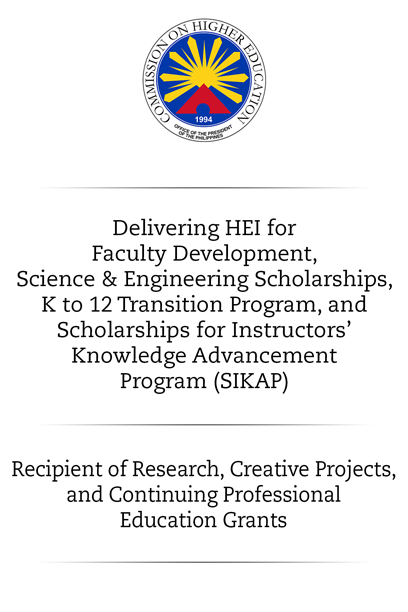 COMMISSION ON HIGHER EDUCATION
1994
OFFICE OF THE PRESIDENT
OF THE PHILIPPINES
Delivering HEI for
Faculty Development,
Science & Engineering Scholarships,
K to 12 Transition Program, and
Scholarships for Instructors’
Knowledge Advancement
Program (SIKAP)
Recipient of Research, Creative Projects,
and Continuing Professional
Education Grants